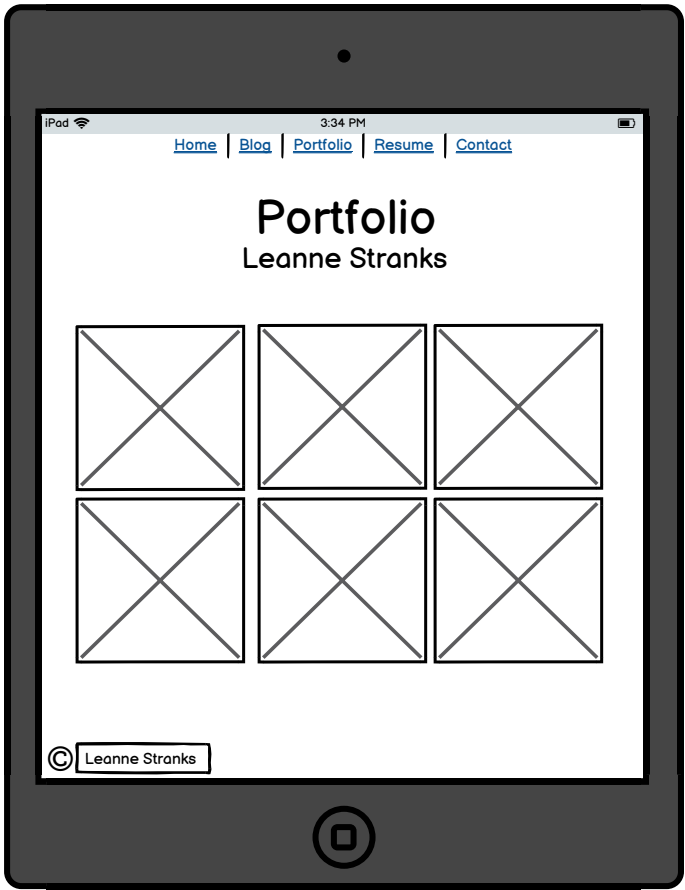 iPad 3:34 PM
Home Blog Portfolio Resume Contact
Portfolio
Leanne Stranks
© Leanne Stranks